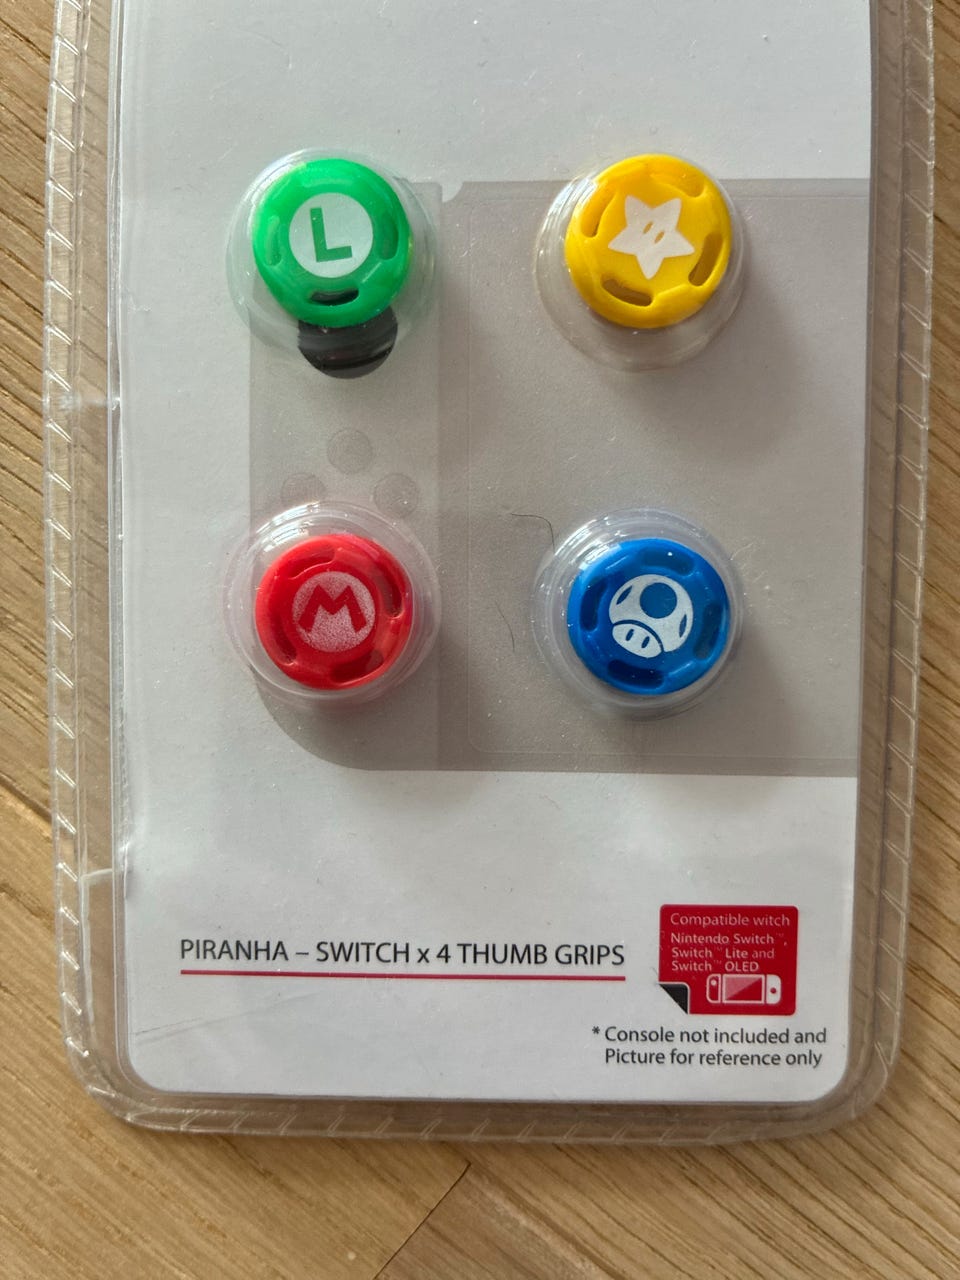 L
M
PIRANHA – SWITCH x 4 THUMB GRIPS
Compatible witch
Nintendo Switch™,
Switch™ Lite and
Switch™ OLED
* Console not included and
Picture for reference only